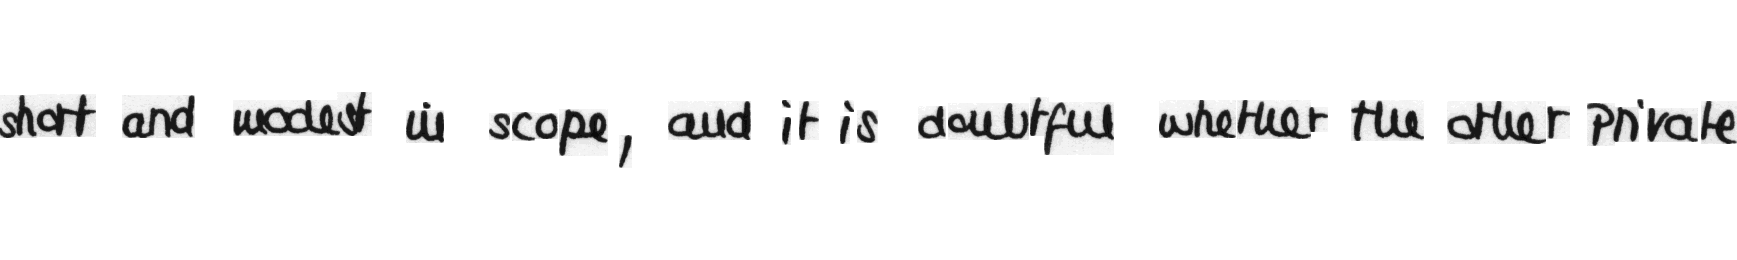 short and modest in scope, and it is doubtful whether the other private